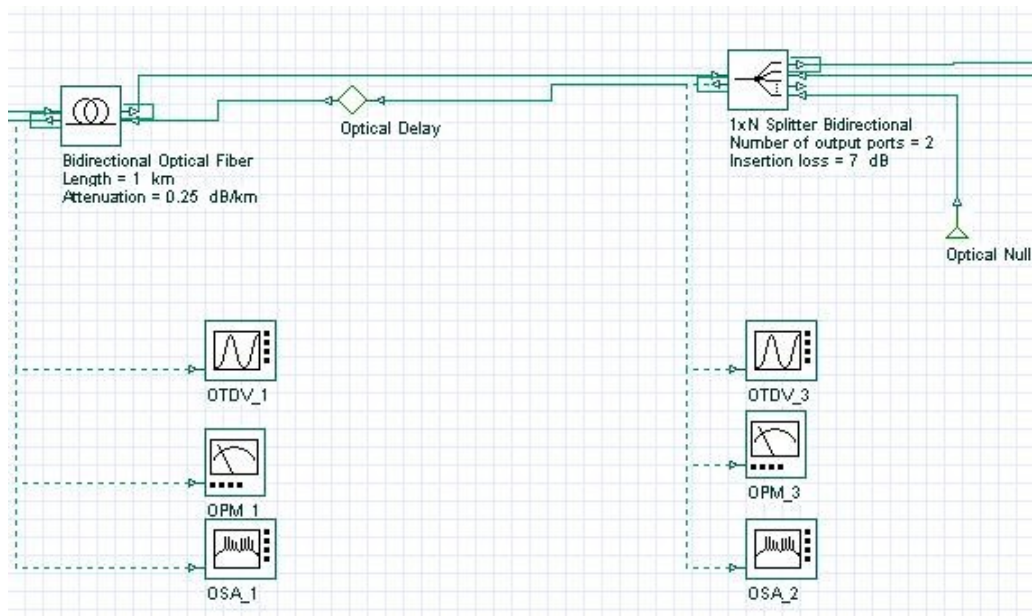 Optical Delay
1xN Splitter Bidirectional
Number of output ports = 2
Insertion loss = 7  dB
Bidirectional Optical Fiber
Length = 1  km
Attenuation = 0.25  dB/km
Optical Null
OTDV_1
OTDV_3
OPM_1
OPM_3
OSA_1
OSA_2